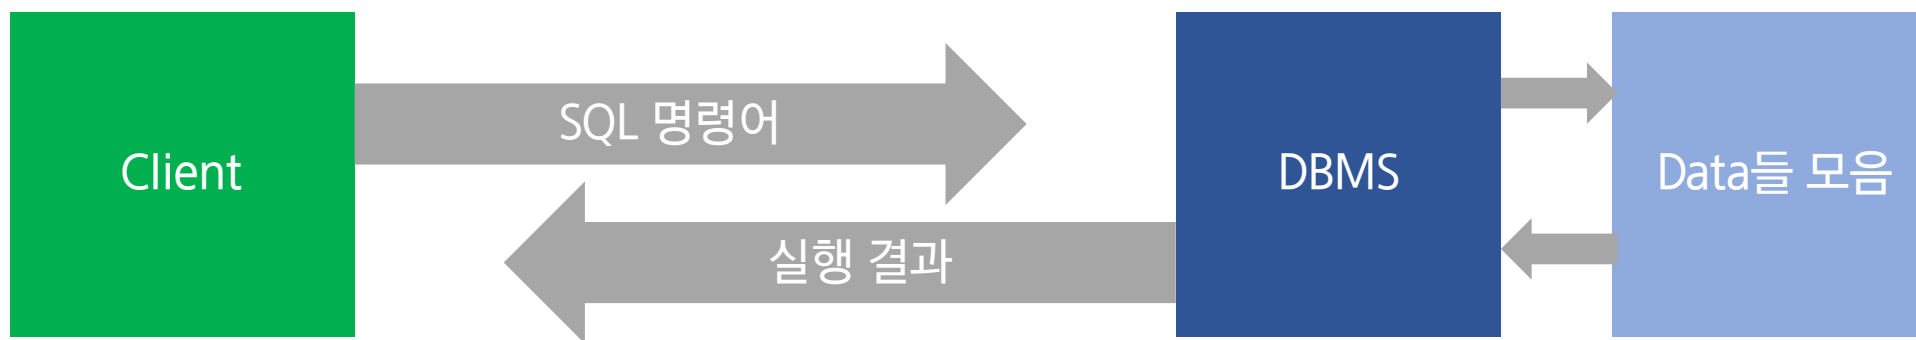 Client
SQL 명령어
실행 결과
DBMS
Data들 모음